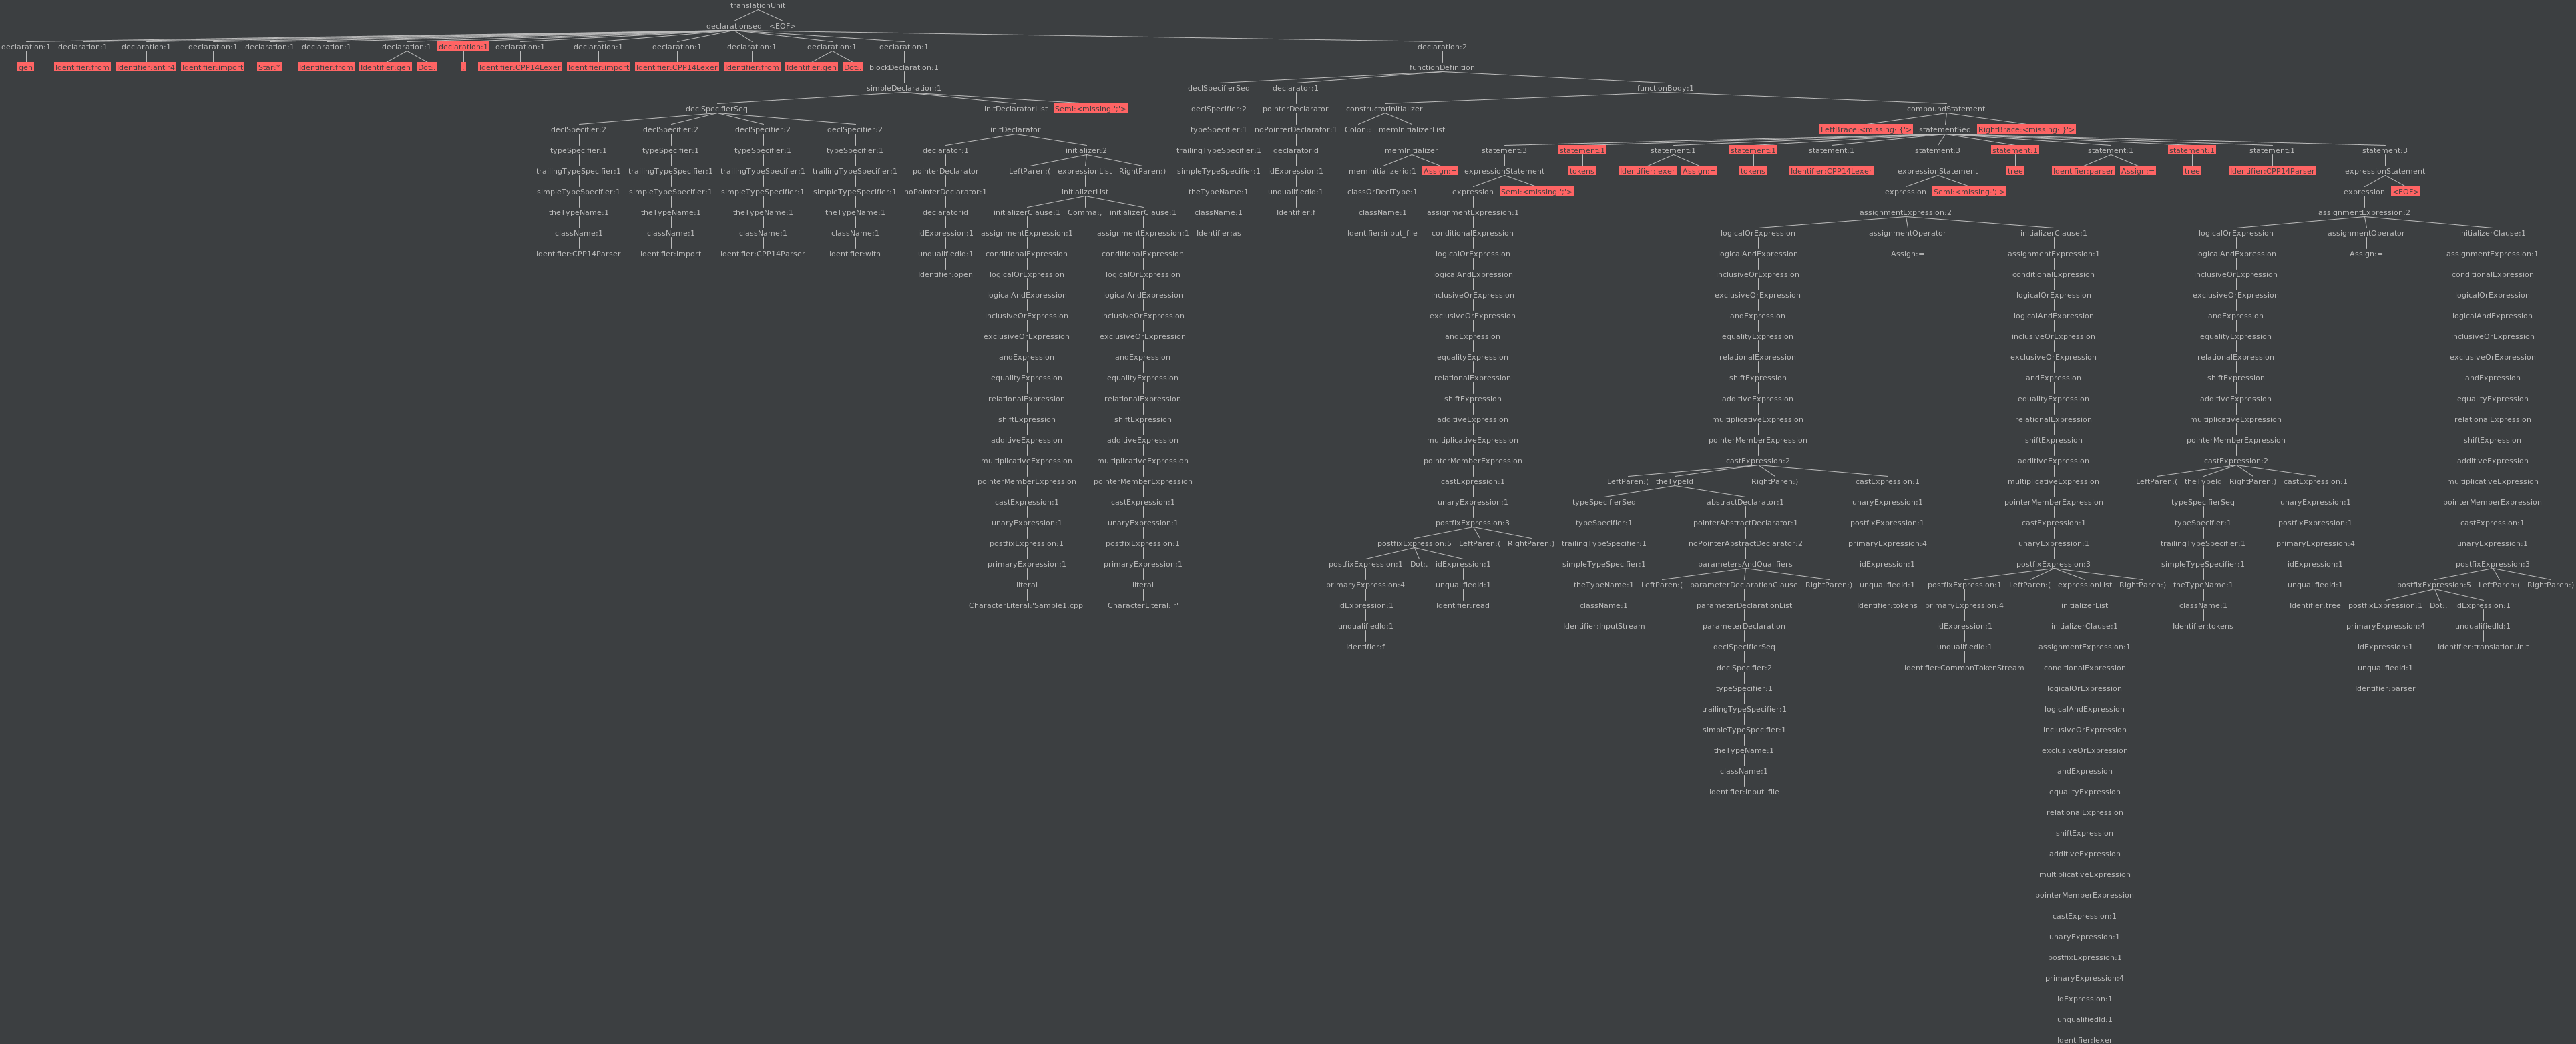 translationUnit
declarationseq <EOF>
declaration:1 declaration:1 declaration:1 declaration:1 declaration:1 declaration:1 declaration:1 declaration:1 declaration:1 declaration:1 declaration:1 declaration:1 declaration:1 declaration:1 declaration:2
gen Identifier:from Identifier:antlr4 Identifier:import Star:* Identifier:from Identifier:gen Dot:. . Identifier:CPP14Lexer Identifier:import Identifier:CPP14Lexer Identifier:from Identifier:gen Dot:. blockDeclaration:1 functionDefinition
simpleDeclaration:1 declSpecifierSeq declarator:1 functionBody:1
declSpecifierSeq initDeclaratorList Semi:<missing·';'> declSpecifier:2 pointerDeclarator constructorInitializer compoundStatement
declSpecifier:2 declSpecifier:2 declSpecifier:2 declSpecifier:2 initDeclarator typeSpecifier:1 noPointerDeclarator:1 Colon:: memInitializerList LeftBrace:<missing·'{'> statementSeq RightBrace:<missing·'}'>
typeSpecifier:1 typeSpecifier:1 typeSpecifier:1 typeSpecifier:1 declarator:1 initializer:2 trailingTypeSpecifier:1 declaratorid memInitializer statement:3 statement:1 statement:1 statement:1 statement:1 statement:3 statement:1 statement:1 statement:1 statement:1 statement:3
trailingTypeSpecifier:1 trailingTypeSpecifier:1 trailingTypeSpecifier:1 trailingTypeSpecifier:1 pointerDeclarator LeftParen:( expressionList RightParen:) simpleTypeSpecifier:1 idExpression:1 meminitializerid:1 Assign:= expressionStatement tokens Identifier:lexer Assign:= tokens Identifier:CPP14Lexer expressionStatement tree Identifier:parser Assign:= tree Identifier:CPP14Parser expressionStatement
simpleTypeSpecifier:1 simpleTypeSpecifier:1 simpleTypeSpecifier:1 simpleTypeSpecifier:1 noPointerDeclarator:1 initializerList theTypeName:1 unqualifiedId:1 classOrDeclType:1 expression Semi:<missing·';'> expression Semi:<missing·';'> expression <EOF>
theTypeName:1 theTypeName:1 theTypeName:1 theTypeName:1 declaratorid initializerClause:1 Comma:, initializerClause:1 className:1 Identifier:f className:1 assignmentExpression:1 assignmentExpression:2 assignmentExpression:2
className:1 className:1 className:1 className:1 idExpression:1 assignmentExpression:1 assignmentExpression:1 Identifier:as Identifier:input_file conditionalExpression logicalOrExpression assignmentOperator initializerClause:1 logicalOrExpression assignmentOperator initializerClause:1
Identifier:CPP14Parser Identifier:import Identifier:CPP14Parser Identifier:with unqualifiedId:1 conditionalExpression conditionalExpression logicalOrExpression logicalAndExpression Assign:= assignmentExpression:1 logicalAndExpression Assign:= assignmentExpression:1
Identifier:open logicalOrExpression logicalOrExpression logicalAndExpression inclusiveOrExpression conditionalExpression inclusiveOrExpression conditionalExpression
logicalAndExpression logicalAndExpression inclusiveOrExpression exclusiveOrExpression logicalOrExpression exclusiveOrExpression logicalOrExpression
inclusiveOrExpression inclusiveOrExpression exclusiveOrExpression andExpression logicalAndExpression andExpression logicalAndExpression
exclusiveOrExpression exclusiveOrExpression andExpression equalityExpression inclusiveOrExpression equalityExpression inclusiveOrExpression
andExpression andExpression equalityExpression relationalExpression exclusiveOrExpression relationalExpression exclusiveOrExpression
equalityExpression equalityExpression relationalExpression shiftExpression andExpression shiftExpression andExpression
relationalExpression relationalExpression shiftExpression additiveExpression equalityExpression additiveExpression equalityExpression
shiftExpression shiftExpression additiveExpression multiplicativeExpression relationalExpression multiplicativeExpression relationalExpression
additiveExpression additiveExpression multiplicativeExpression pointerMemberExpression shiftExpression pointerMemberExpression shiftExpression
multiplicativeExpression multiplicativeExpression pointerMemberExpression castExpression:2 additiveExpression castExpression:2 additiveExpression
pointerMemberExpression pointerMemberExpression castExpression:1 LeftParen:( theTypeId RightParen:) castExpression:1 multiplicativeExpression LeftParen:( theTypeId RightParen:) castExpression:1 multiplicativeExpression
castExpression:1 castExpression:1 unaryExpression:1 typeSpecifierSeq abstractDeclarator:1 unaryExpression:1 pointerMemberExpression typeSpecifierSeq unaryExpression:1 pointerMemberExpression
unaryExpression:1 unaryExpression:1 postfixExpression:3 typeSpecifier:1 pointerAbstractDeclarator:1 postfixExpression:1 castExpression:1 typeSpecifier:1 postfixExpression:1 castExpression:1
postfixExpression:1 postfixExpression:1 postfixExpression:5 LeftParen:( RightParen:) trailingTypeSpecifier:1 noPointerAbstractDeclarator:2 primaryExpression:4 unaryExpression:1 trailingTypeSpecifier:1 primaryExpression:4 unaryExpression:1
primaryExpression:1 primaryExpression:1 postfixExpression:1 Dot:. idExpression:1 simpleTypeSpecifier:1 parametersAndQualifiers idExpression:1 postfixExpression:3 simpleTypeSpecifier:1 idExpression:1 postfixExpression:3
literal literal primaryExpression:4 unqualifiedId:1 theTypeName:1 LeftParen:( parameterDeclarationClause RightParen:) unqualifiedId:1 postfixExpression:1 LeftParen:( expressionList RightParen:) theTypeName:1 unqualifiedId:1 postfixExpression:5 LeftParen:( RightParen:)
CharacterLiteral:'Sample1.cpp' CharacterLiteral:'r' idExpression:1 Identifier:read className:1 parameterDeclarationList Identifier:tokens primaryExpression:4 initializerList className:1 Identifier:tree postfixExpression:1 Dot:. idExpression:1
unqualifiedId:1 Identifier:InputStream parameterDeclaration idExpression:1 initializerClause:1 Identifier:tokens primaryExpression:4 unqualifiedId:1
Identifier:f declSpecifierSeq unqualifiedId:1 assignmentExpression:1 idExpression:1 Identifier:translationUnit
declSpecifier:2 Identifier:CommonTokenStream conditionalExpression unqualifiedId:1
typeSpecifier:1 logicalOrExpression Identifier:parser
trailingTypeSpecifier:1 logicalAndExpression
simpleTypeSpecifier:1 inclusiveOrExpression
theTypeName:1 exclusiveOrExpression
className:1 andExpression
Identifier:input_file equalityExpression
relationalExpression
shiftExpression
additiveExpression
multiplicativeExpression
pointerMemberExpression
castExpression:1
unaryExpression:1
postfixExpression:1
primaryExpression:4
idExpression:1
unqualifiedId:1
Identifier:lexer